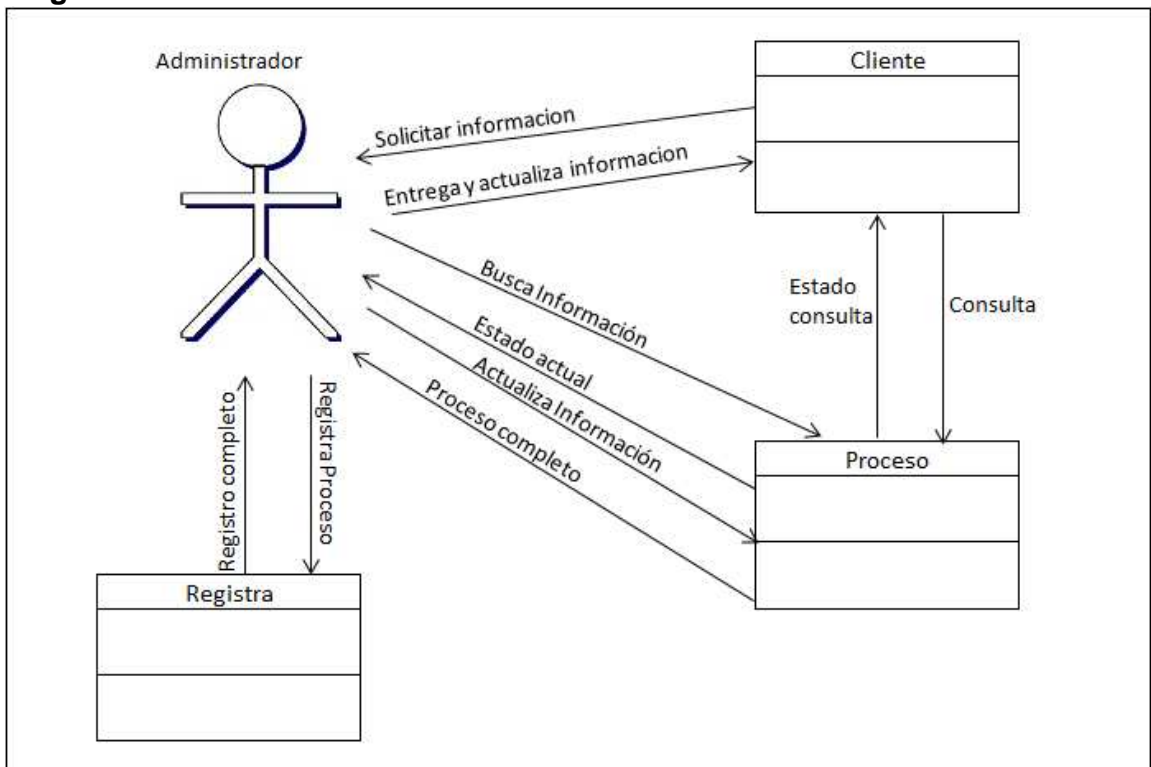 Administrador
Cliente
Solicitar informacion
Entrega y actualiza informacion
Busca Información
Estado actual
Actualiza Información
Proceso completo
Estado
consulta
Consulta
Registro completo
Registra Proceso
Proceso
Registra